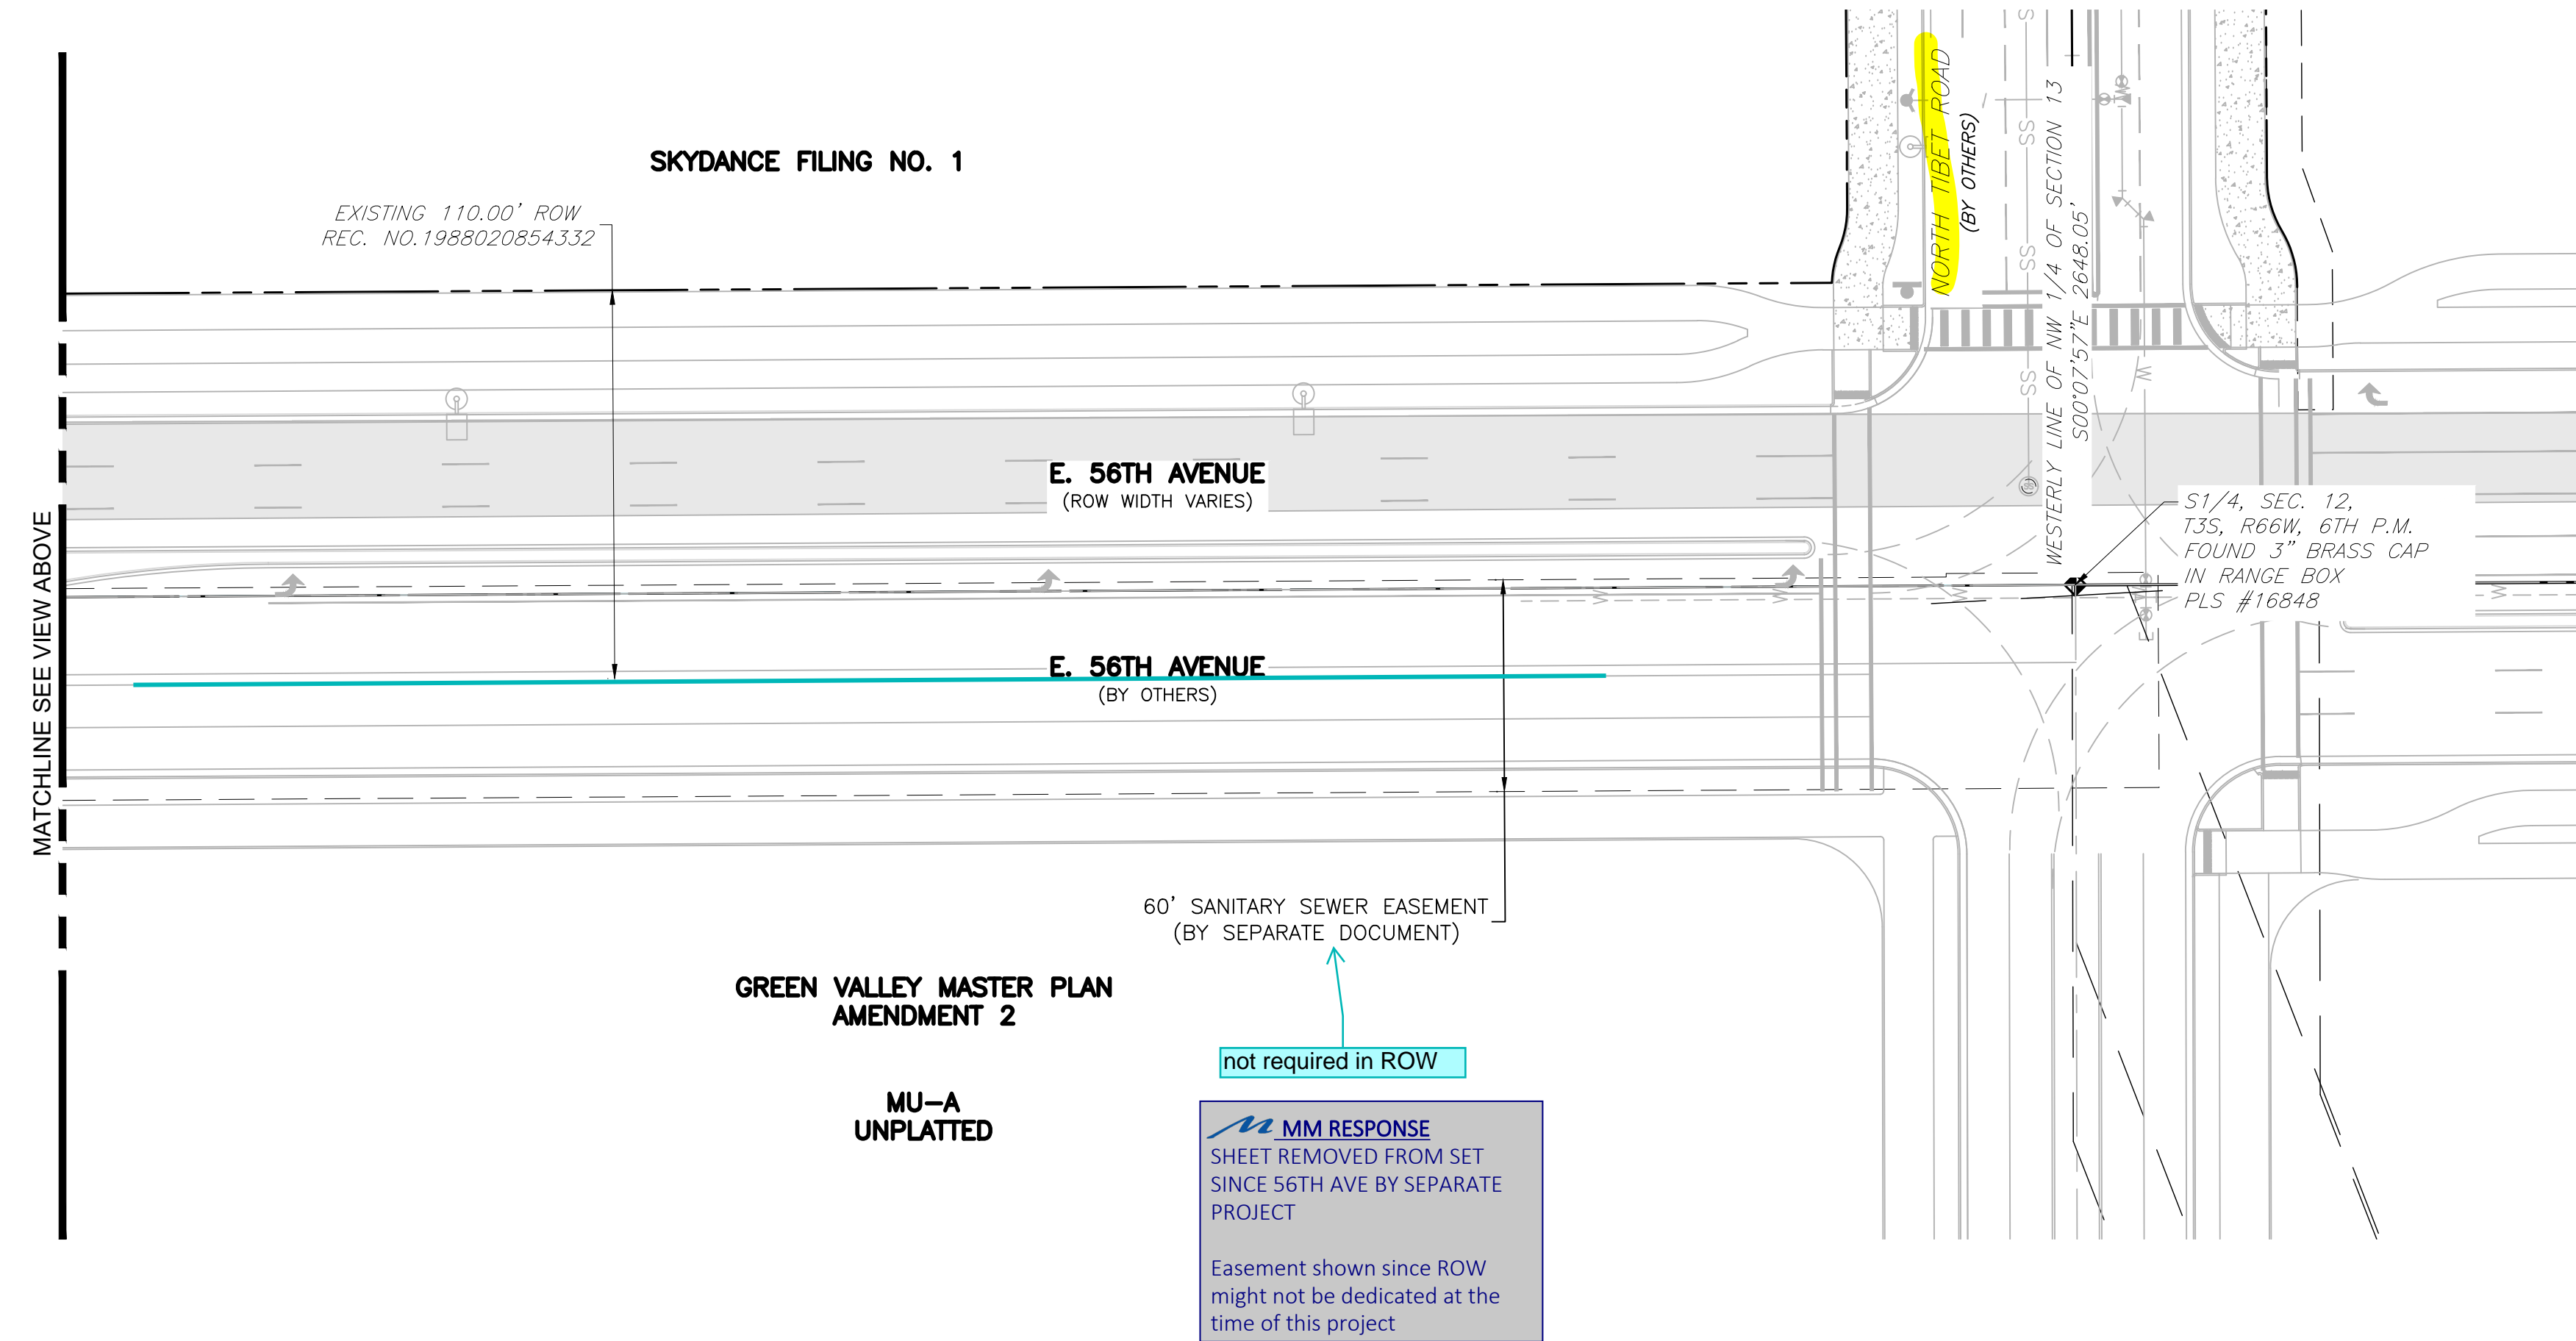 SKYDANCE FILING NO. 1
EXISTING 110.00' ROW
REC. NO.1988020854332
NORTH TIBET ROAD
(BY OTHERS)
WESTERLY LINE OF NW 1/4 OF SECTION 13
S00°07'57"E 2648.05'
SS
SS
SS
E. 56TH AVENUE
(ROW WIDTH VARIES)
S1/4, SEC. 12,
T3S, R66W, 6TH P.M.
FOUND 3" BRASS CAP
IN RANGE BOX
PLS #16848
MATCHLINE SEE VIEW ABOVE
E. 56TH AVENUE
(BY OTHERS)
60' SANITARY SEWER EASEMENT
(BY SEPARATE DOCUMENT)
GREEN VALLEY MASTER PLAN
AMENDMENT 2
not required in ROW
MU-A
UNPLATTED
MM RESPONSE
SHEET REMOVED FROM SET
SINCE 56TH AVE BY SEPARATE
PROJECT
Easement shown since ROW
might not be dedicated at the
time of this project